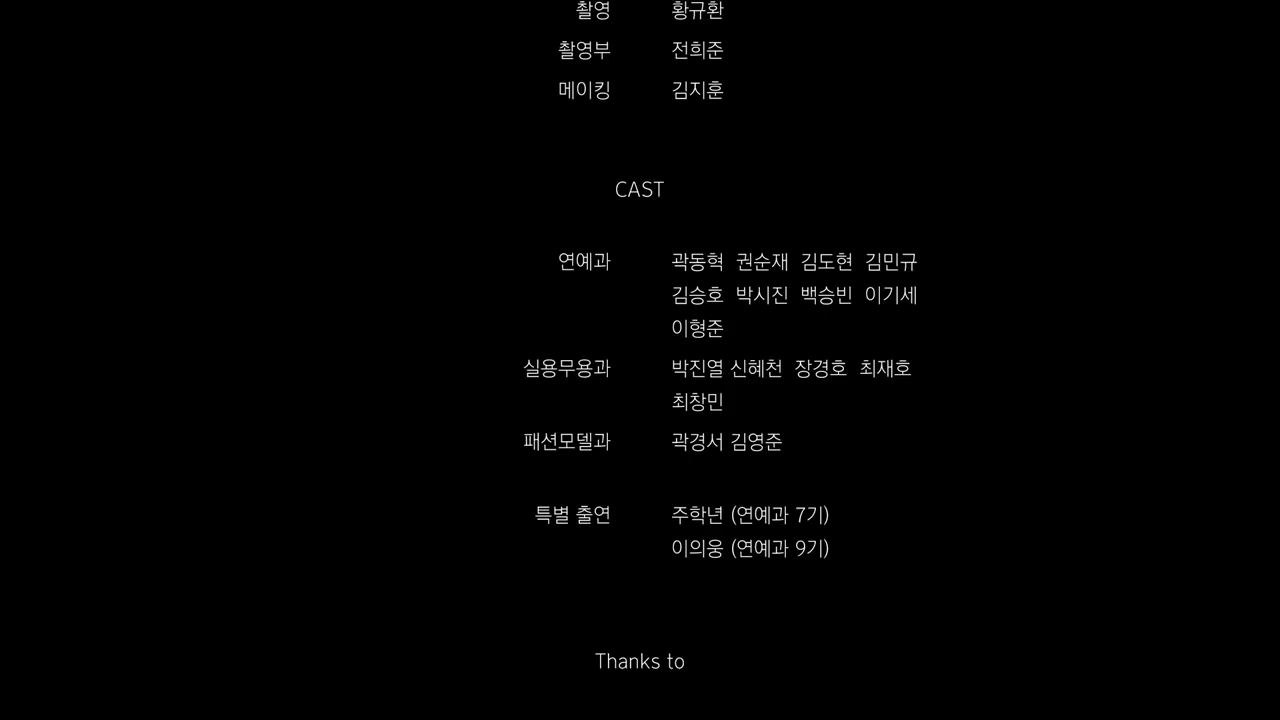 촬영 황규환
촬영부 전희준
메이킹 김지훈
CAST
연예과 곽동혁 권순재 김도현 김민규
김승호 박시진 백승빈 이기세
이형준
실용무용과 박진열 신혜천 장경호 최재호
최창민
패션모델과 곽경서 김영준
특별 출연 주학년 (연예과 7기)
이의웅 (연예과 9기)
Thanks to